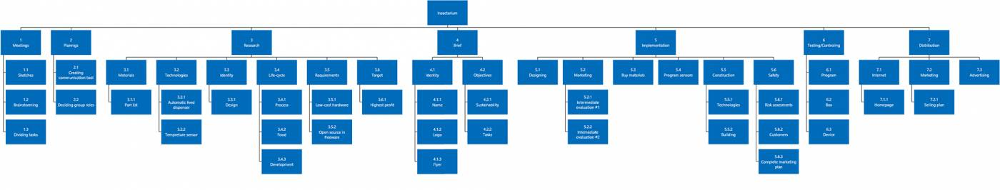 Insectarium
1
Meetings
2
Plannigs
3
Research
4
Brief
5
Implementation
6
Testing/Controing
7
Distribution
1.1
Sketches
2.1
Creating
communication tool
3.1
Materials
3.2
Technologies
3.3
Identity
3.4
Life-cycle
3.5
Requirements
3.6
Target
4.1
Identity
4.2
Objectives
5.1
Designing
5.2
Marketing
5.3
Buy materials
5.4
Program sensors
5.5
Construction
5.6
Safety
6.1
Program
7.1
Internet
7.2
Marketing
7.3
Advertising
1.2
Brainstorming
2.2
Deciding group roles
3.1.1
Part list
3.2.1
Automatic feed
dispenser
3.3.1
Design
3.4.1
Process
3.5.1
Low-cost hardware
3.6.1
Highest profit
4.1.1
Name
4.2.1
Sustainability
5.2.1
Intermediate
evaluation #1
5.5.1
Technologies
5.6.1
Risk assesments
6.2
Box
7.1.1
Homepage
7.2.1
Selling plan
1.3
Dividing tasks
3.2.2
Tempreture sensor
3.4.2
Food
3.5.2
Open source in
freeware
4.1.2
Logo
4.2.2
Tasks
5.2.2
Intermediate
evaluation #2
5.5.2
Building
5.6.2
Customers
6.3
Device
3.4.3
Development
4.1.3
Flyer
5.6.3
Complete marketing
plan